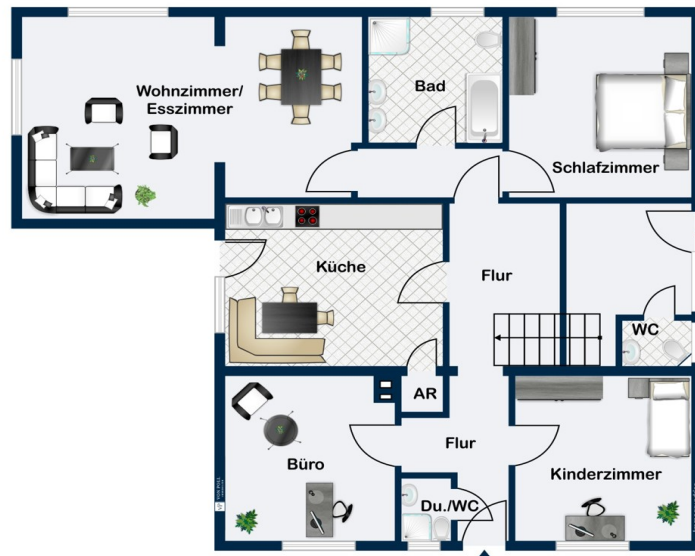 Wohnzimmer/
Esszimmer
Bad
Schlafzimmer
Küche
Flur
WC
AR
Flur
Büro
Kinderzimmer
Du./WC